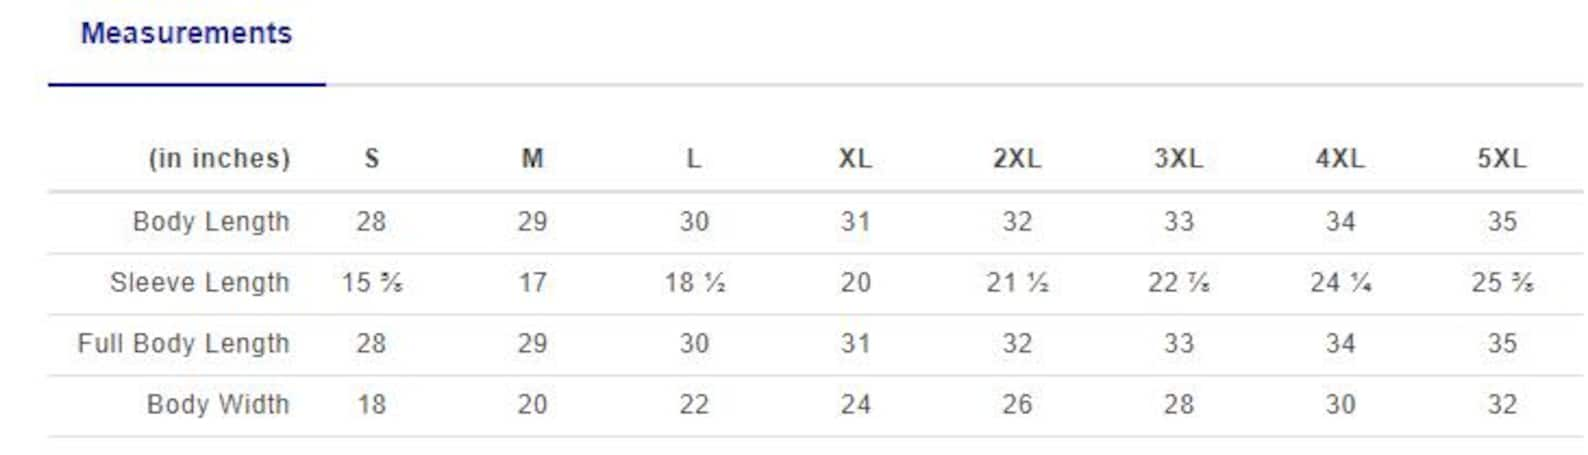 Measurements
(in inches) S M L XL 2XL 3XL 4XL 5XL
Body Length 28 29 30 31 32 33 34 35
Sleeve Length 15 ⅝ 17 18 ½ 20 21 ½ 22 ⅞ 24 ¼ 25 ⅝
Full Body Length 28 29 30 31 32 33 34 35
Body Width 18 20 22 24 26 28 30 32